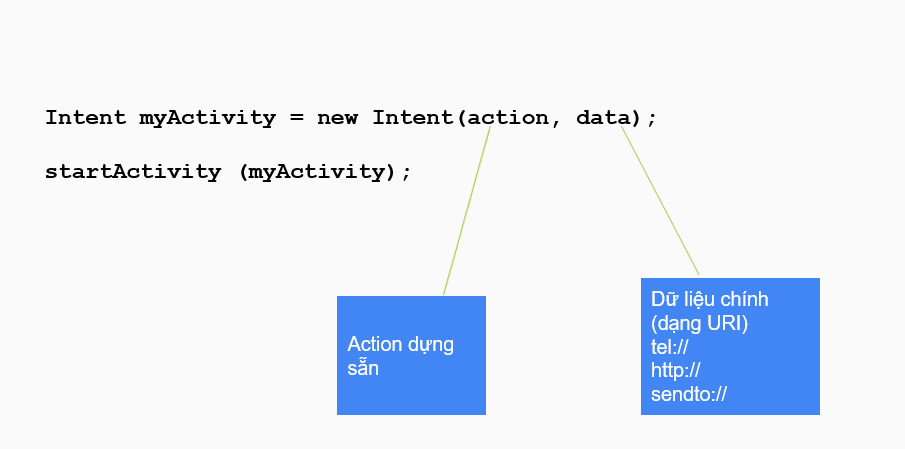 Intent myActivity = new Intent(action, data);
startActivity (myActivity);
Action dựng
sẵn
Dữ liệu chính
(dạng URI)
tel://
http://
sendto://